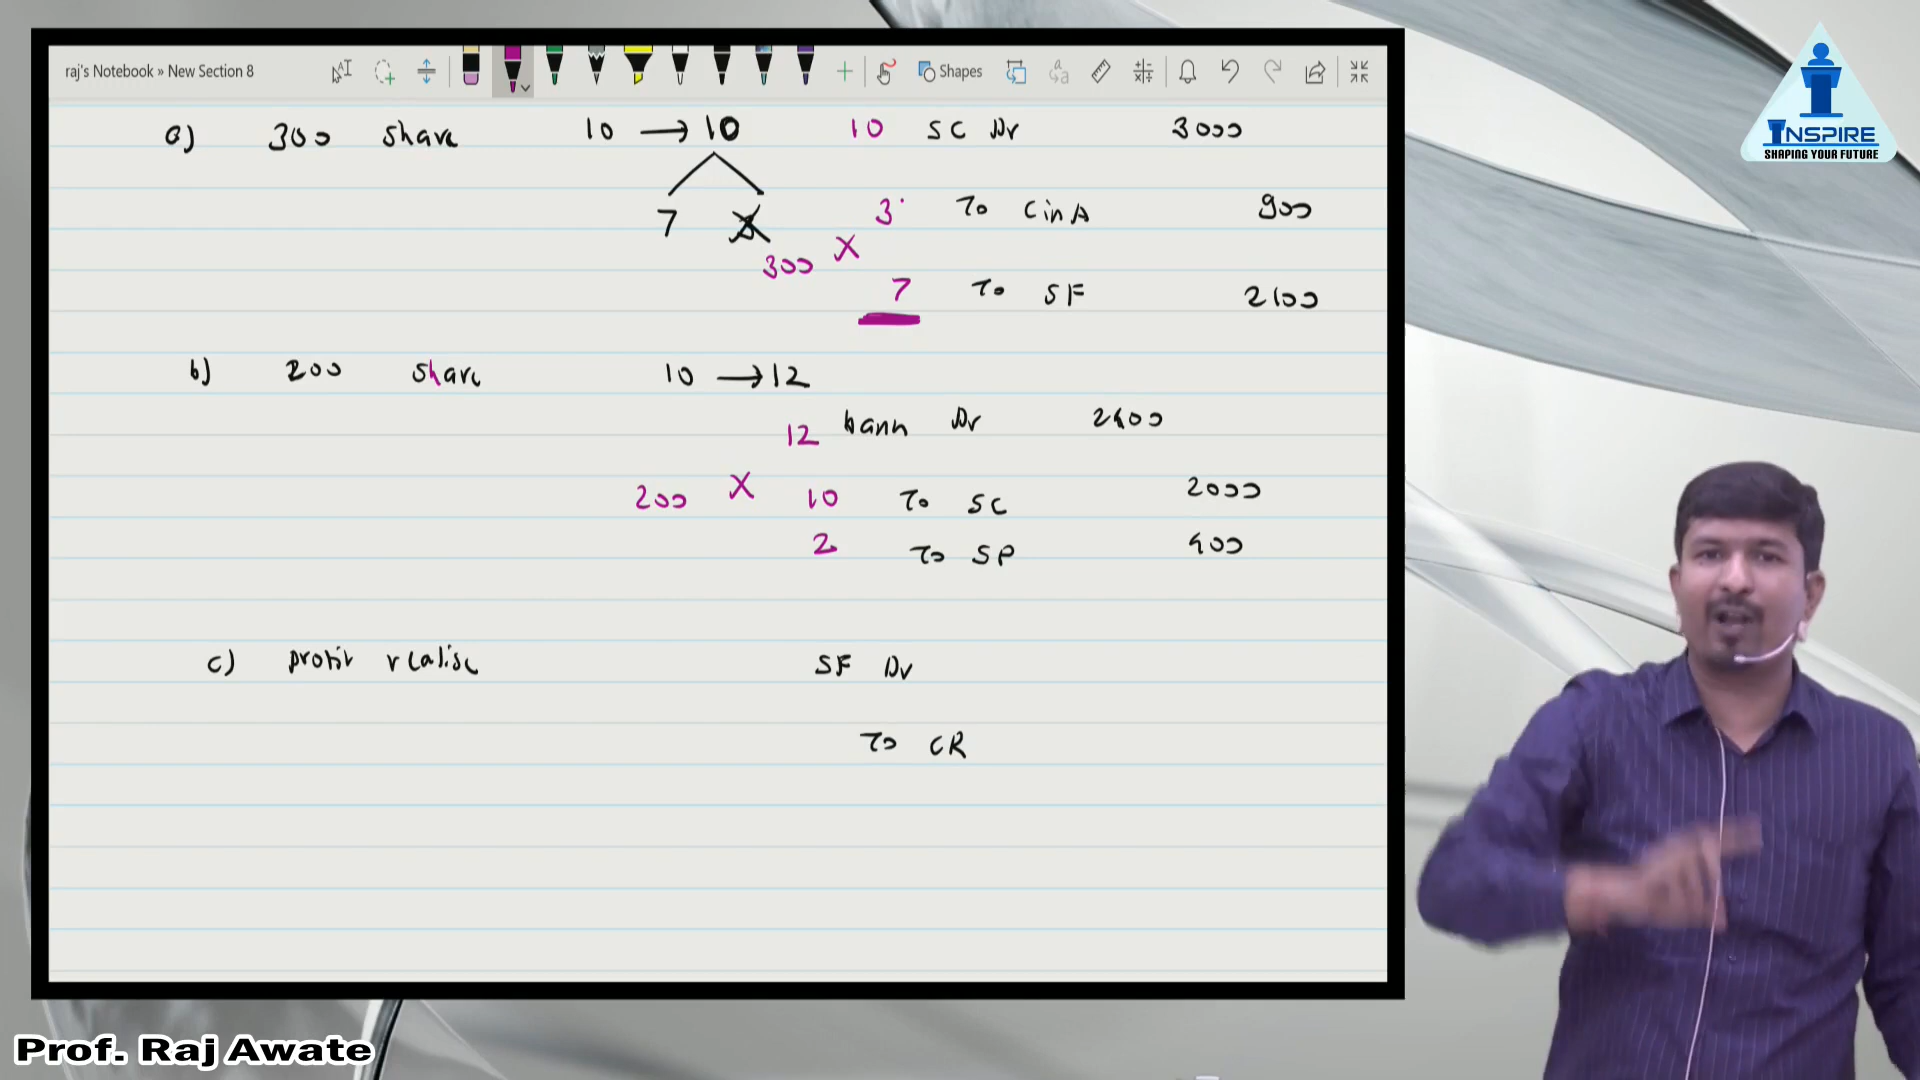 raj's Notebook » New Section 8
Shapes
INSPIRE
SHAPING YOUR FUTURE
a) 300 share 10 → 10 10 SC Dr 3000
7 3 3 To CinA 900
300 X
7 To SF 2100
b) 200 share 10 → 12
12 bank Dr 2400
200 X 10 To SC 2000
2 To SP 400
c) profit realise SF Dr
To CR
Prof. Raj Awate